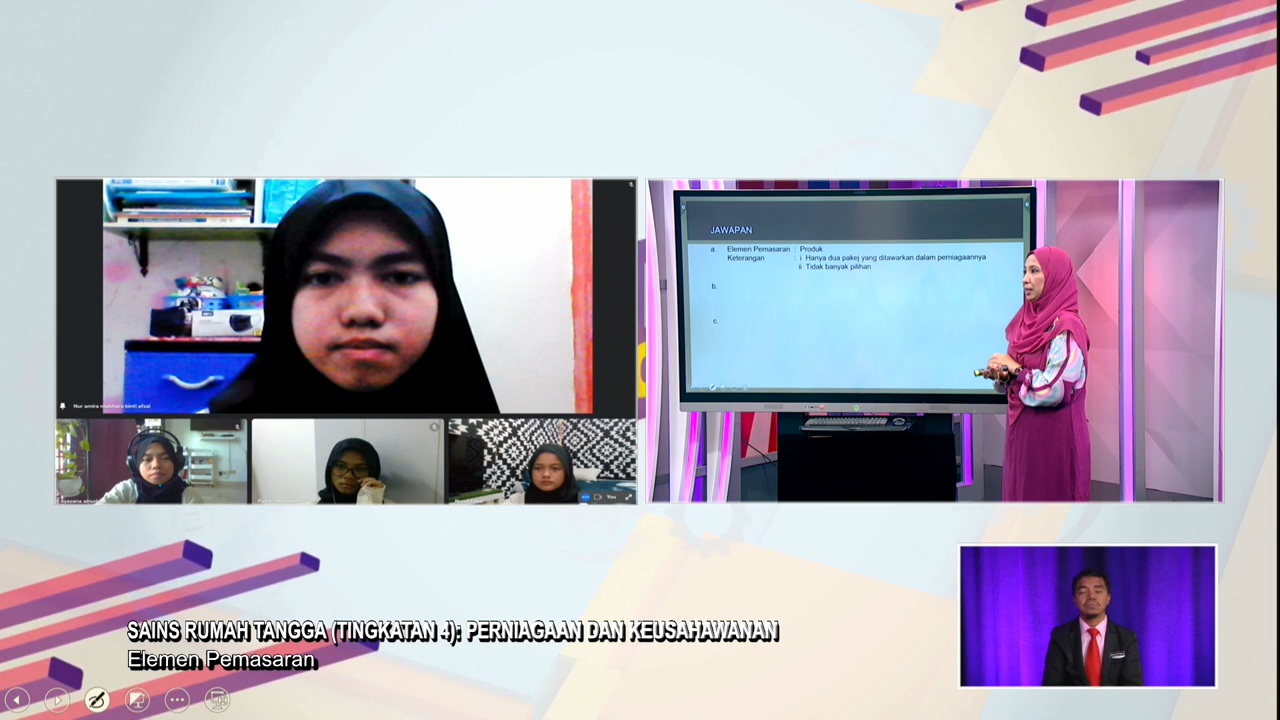 JAWAPAN
a. Elemen Pemasaran : Produk
Keterangan : i Hanya dua pakej yang ditawarkan dalam perniagaannya
ii Tidak banyak pilihan
b.
c.
You
SAINS RUMAH TANGGA (TINGKATAN 4): PERNIAGAAN DAN KEUSAHAWANAN
Elemen Pemasaran